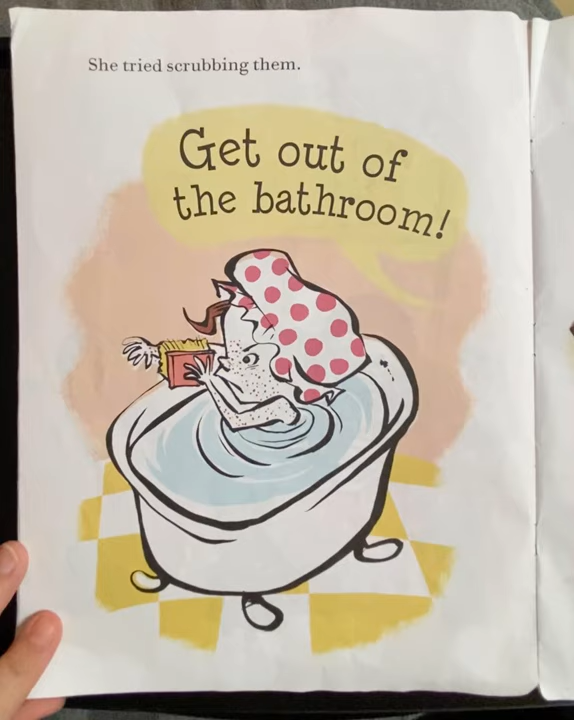 She tried scrubbing them.
Get out of
the bathroom!